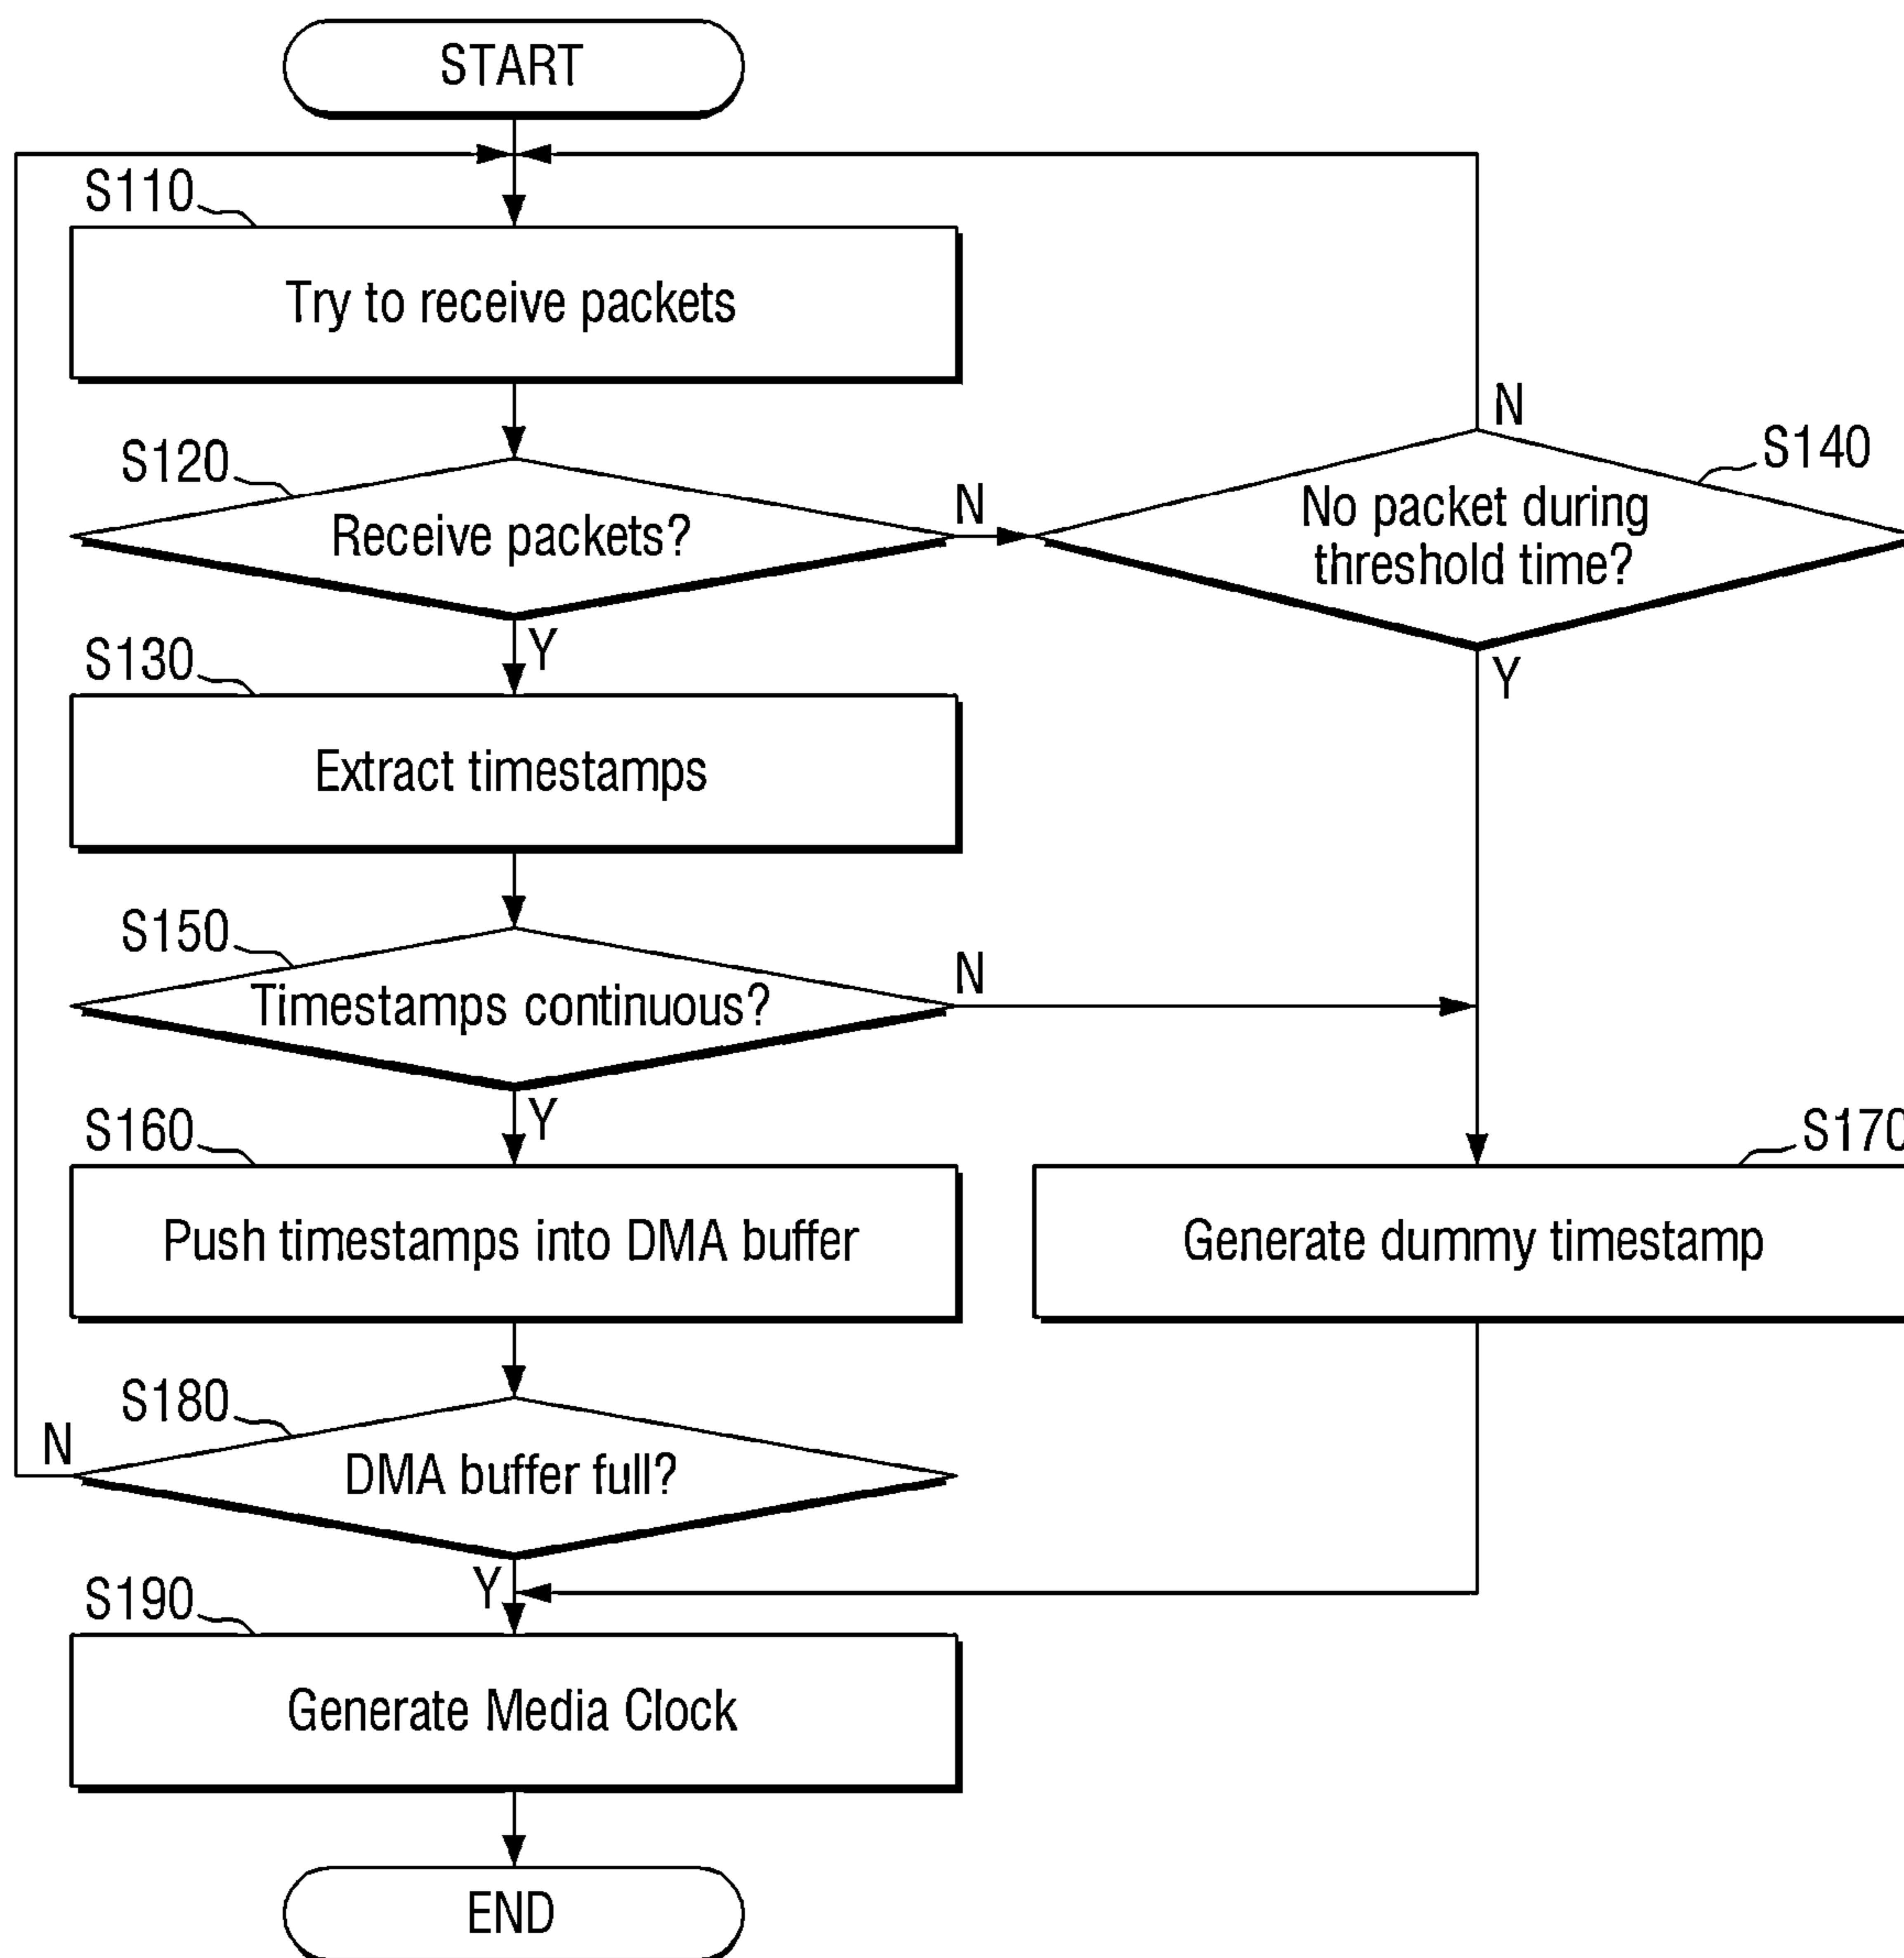 START
S110
Try to receive packets
S120
Receive packets?
N
Y
S140
No packet during
threshold time?
N
Y
S130
Extract timestamps
S150
Timestamps continuous?
N
Y
S160
Push timestamps into DMA buffer
S170
Generate dummy timestamp
S180
DMA buffer full?
N
Y
S190
Generate Media Clock
END